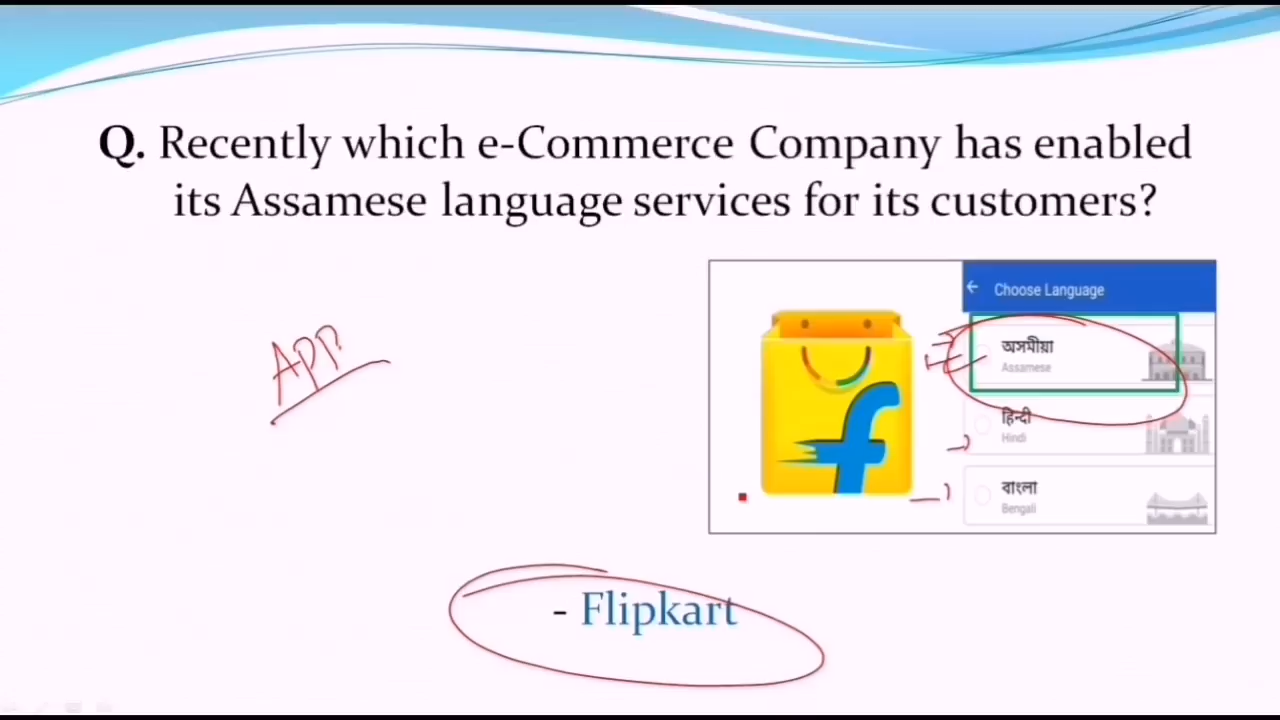 Q. Recently which e-Commerce Company has enabled
its Assamese language services for its customers?
Choose Language
অসমীয়া
Assamese
हिन्दी
Hindi
বাংলা
Bengali
APP
- Flipkart